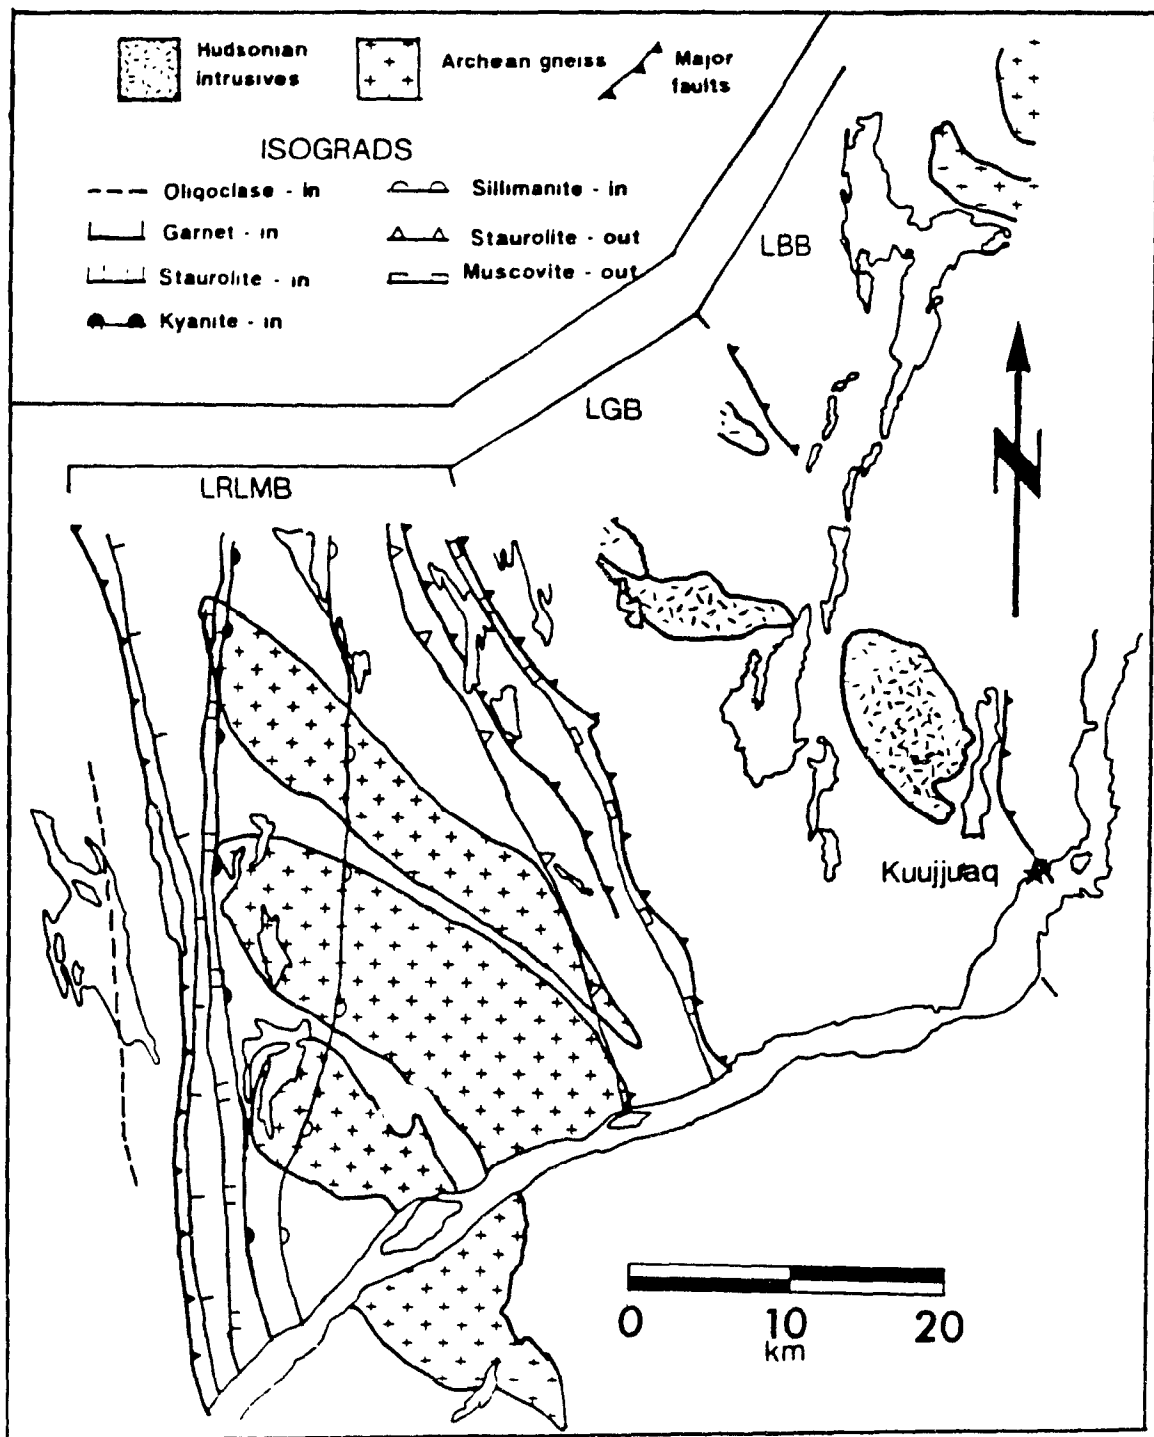 Hudsonian
intrusives
Archean gneiss
Major
faults
ISOGRADS
Oligoclase - in
Sillimanite - in
Garnet - in
Staurolite - out
Staurolite - in
Muscovite - out
Kyanite - in
LBB
LGB
LRLMB
N
Kuujjuaq
0 10 20
km